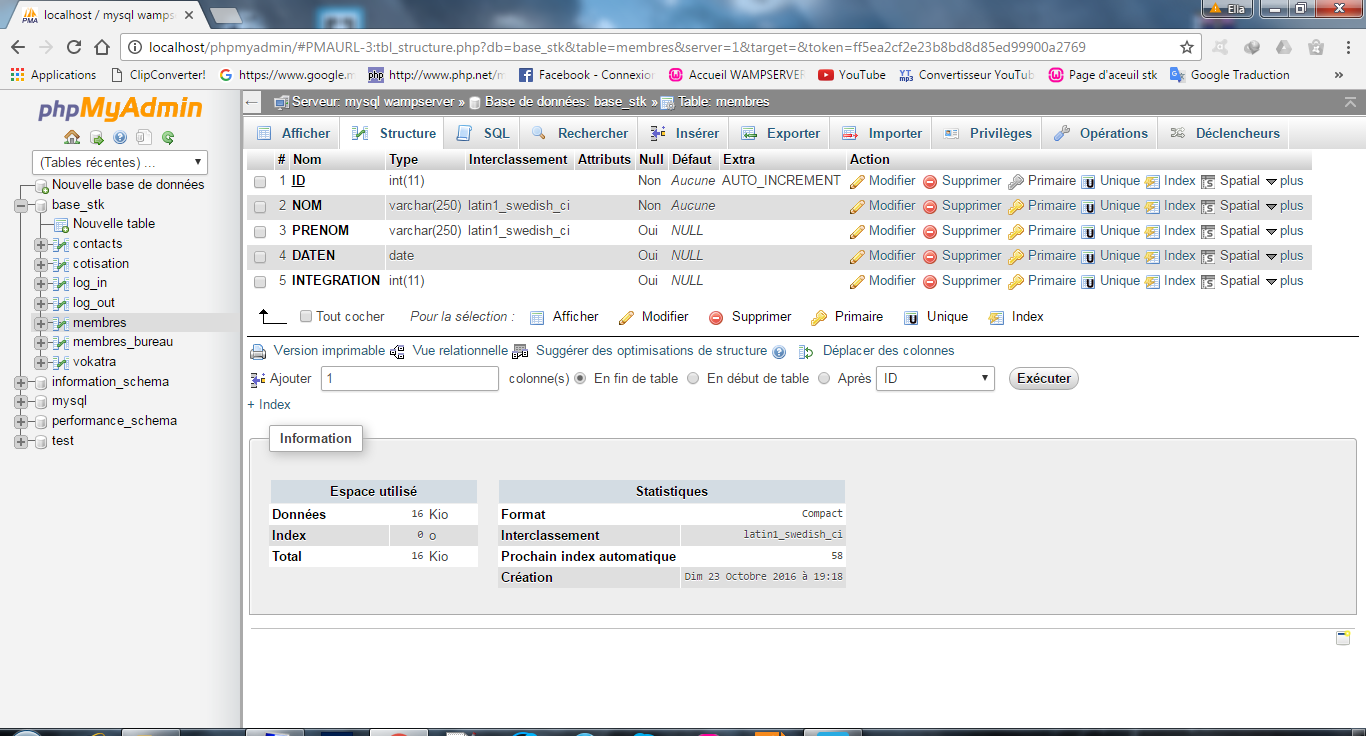 localhost / mysql wamps
Ella
localhost/phpmyadmin/#PMAURL-3:tbl_structure.php?db=base_stk&table=membres&server=1&target=&token=ff5ea2cf2e23b8bd8d85ed99900a2769
Applications ClipConverter! https://www.google.m http://www.php.net/m Facebook - Connexion Accueil WAMPSERVER YouTube Convertisseur YouTub Page d'aceuil stk Google Traduction »
phpMyAdmin
(Tables récentes) ...
Nouvelle base de données
base_stk
Nouvelle table
contacts
cotisation
log_in
log_out
membres
membres_bureau
vokatra
information_schema
mysql
performance_schema
test
Serveur: mysql wampserver » Base de données: base_stk » Table: membres
Afficher Structure SQL Rechercher Insérer Exporter Importer Privilèges Opérations Déclencheurs
# Nom Type Interclassement Attributs Null Défaut Extra Action
1 ID int(11) Non Aucune AUTO_INCREMENT Modifier Supprimer Primaire Unique Index Spatial plus
2 NOM varchar(250) latin1_swedish_ci Non Aucune Modifier Supprimer Primaire Unique Index Spatial plus
3 PRENOM varchar(250) latin1_swedish_ci Oui NULL Modifier Supprimer Primaire Unique Index Spatial plus
4 DATEN date Oui NULL Modifier Supprimer Primaire Unique Index Spatial plus
5 INTEGRATION int(11) Oui NULL Modifier Supprimer Primaire Unique Index Spatial plus
Tout cocher Pour la sélection : Afficher Modifier Supprimer Primaire Unique Index
Version imprimable Vue relationnelle Suggérer des optimisations de structure Déplacer des colonnes
Ajouter 1 colonne(s) En fin de table En début de table Après ID Exécuter
+ Index
Information
Espace utilisé
Données 16 Kio
Index 0 o
Total 16 Kio
Statistiques
Format Compact
Interclassement latin1_swedish_ci
Prochain index automatique 58
Création Dim 23 Octobre 2016 à 19:18